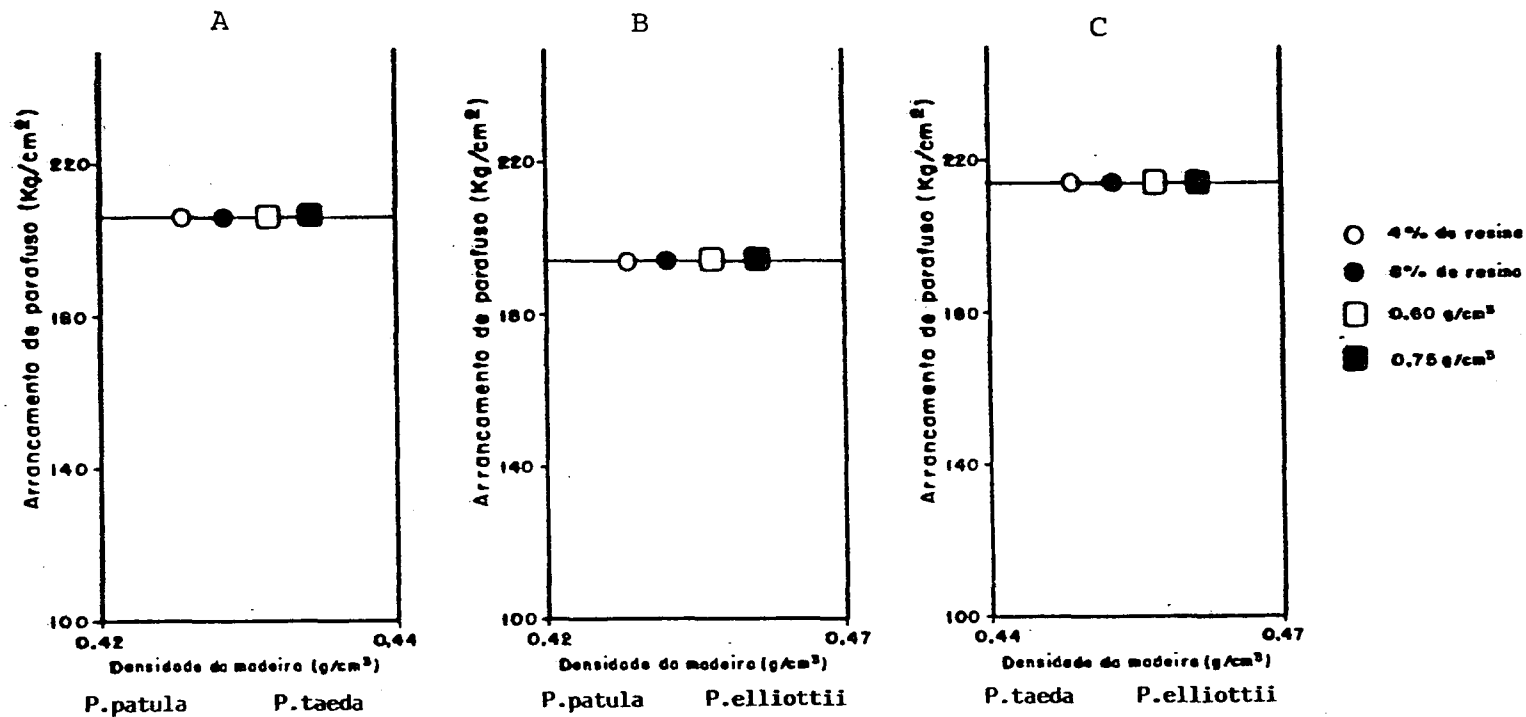 A
Arrancamento de parafuso (Kg/cm²)
220
180
140
100
0.42
0.44
Densidade da madeira (g/cm³)
P.patula P.taeda
B
Arrancamento de parafuso (Kg/cm²)
220
180
140
100
0.42
0.47
Densidade da madeira (g/cm³)
P.patula P.elliottii
C
Arrancamento de parafuso (Kg/cm²)
220
180
140
100
0.44
0.47
Densidade da madeira (g/cm³)
P.taeda P.elliottii
4% de resina
8% de resina
0.60 g/cm³
0.75 g/cm³